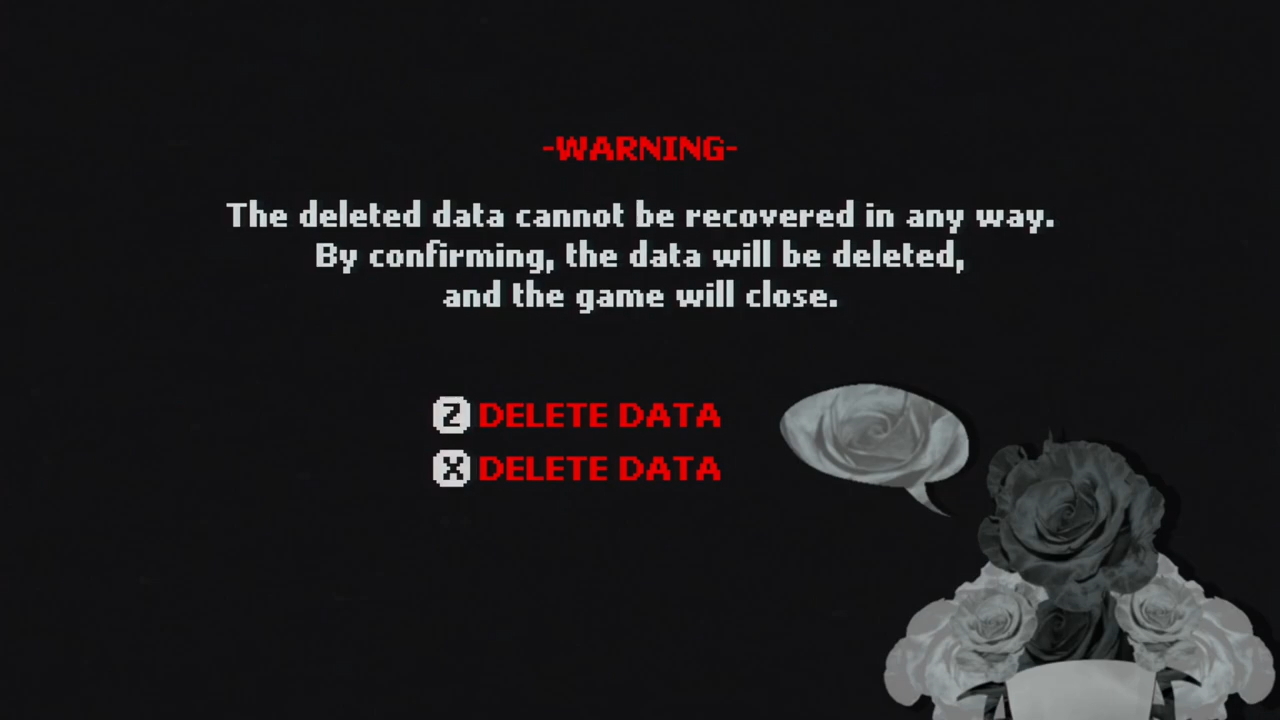 -WARNING-
The deleted data cannot be recovered in any way.
By confirming, the data will be deleted,
and the game will close.
Z DELETE DATA
X DELETE DATA